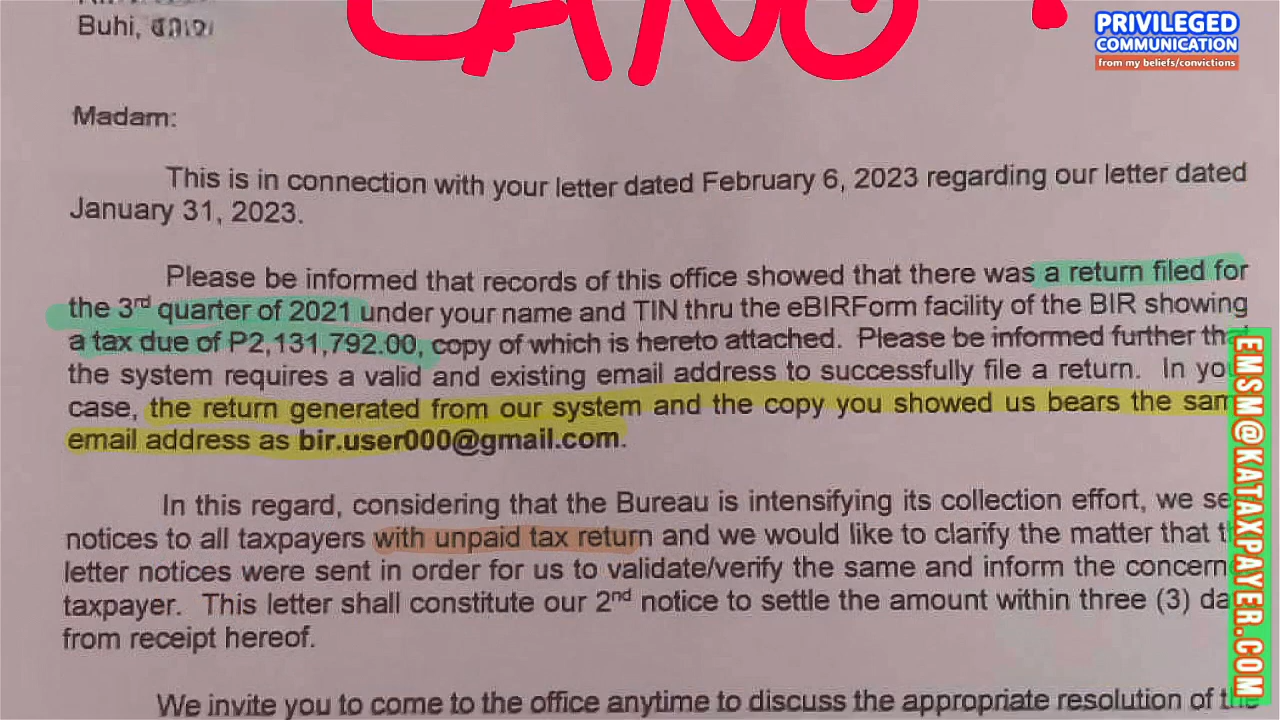 LANG
PRIVILEGED
COMMUNICATION
from my beliefs/convictions
Buhi,
Madam:
This is in connection with your letter dated February 6, 2023 regarding our letter dated
January 31, 2023.
Please be informed that records of this office showed that there was a return filed for
the 3rd quarter of 2021 under your name and TIN thru the eBIRForm facility of the BIR showing
a tax due of P2,131,792.00, copy of which is hereto attached. Please be informed further tha
the system requires a valid and existing email address to successfully file a return. In you
case, the return generated from our system and the copy you showed us bears the sam
email address as bir.user000@gmail.com.
In this regard, considering that the Bureau is intensifying its collection effort, we se
notices to all taxpayers with unpaid tax return and we would like to clarify the matter that th
letter notices were sent in order for us to validate/verify the same and inform the concern
taxpayer. This letter shall constitute our 2nd notice to settle the amount within three (3) da
from receipt hereof.
We invite you to come to the office anytime to discuss the appropriate resolution of the
EMSM@KATAXPAYER.COM